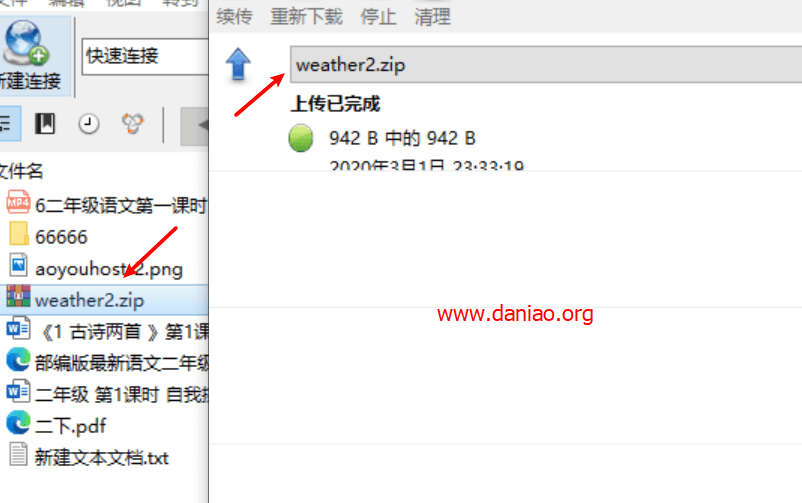 文件 编辑 视图 转到
新建连接
快速连接
文件名
MP4
6二年级语文第一课时
66666
aoyouhost
2.png
weather2.zip
《1 古诗两首 》第1课
部编版最新语文二年级
二年级 第1课时 自我
二下.pdf
新建文本文档.txt
续传 重新下载 停止 清理
weather2.zip
上传已完成
942 B 中的 942 B
2020年3月1日 23:33:19
www.daniao.org